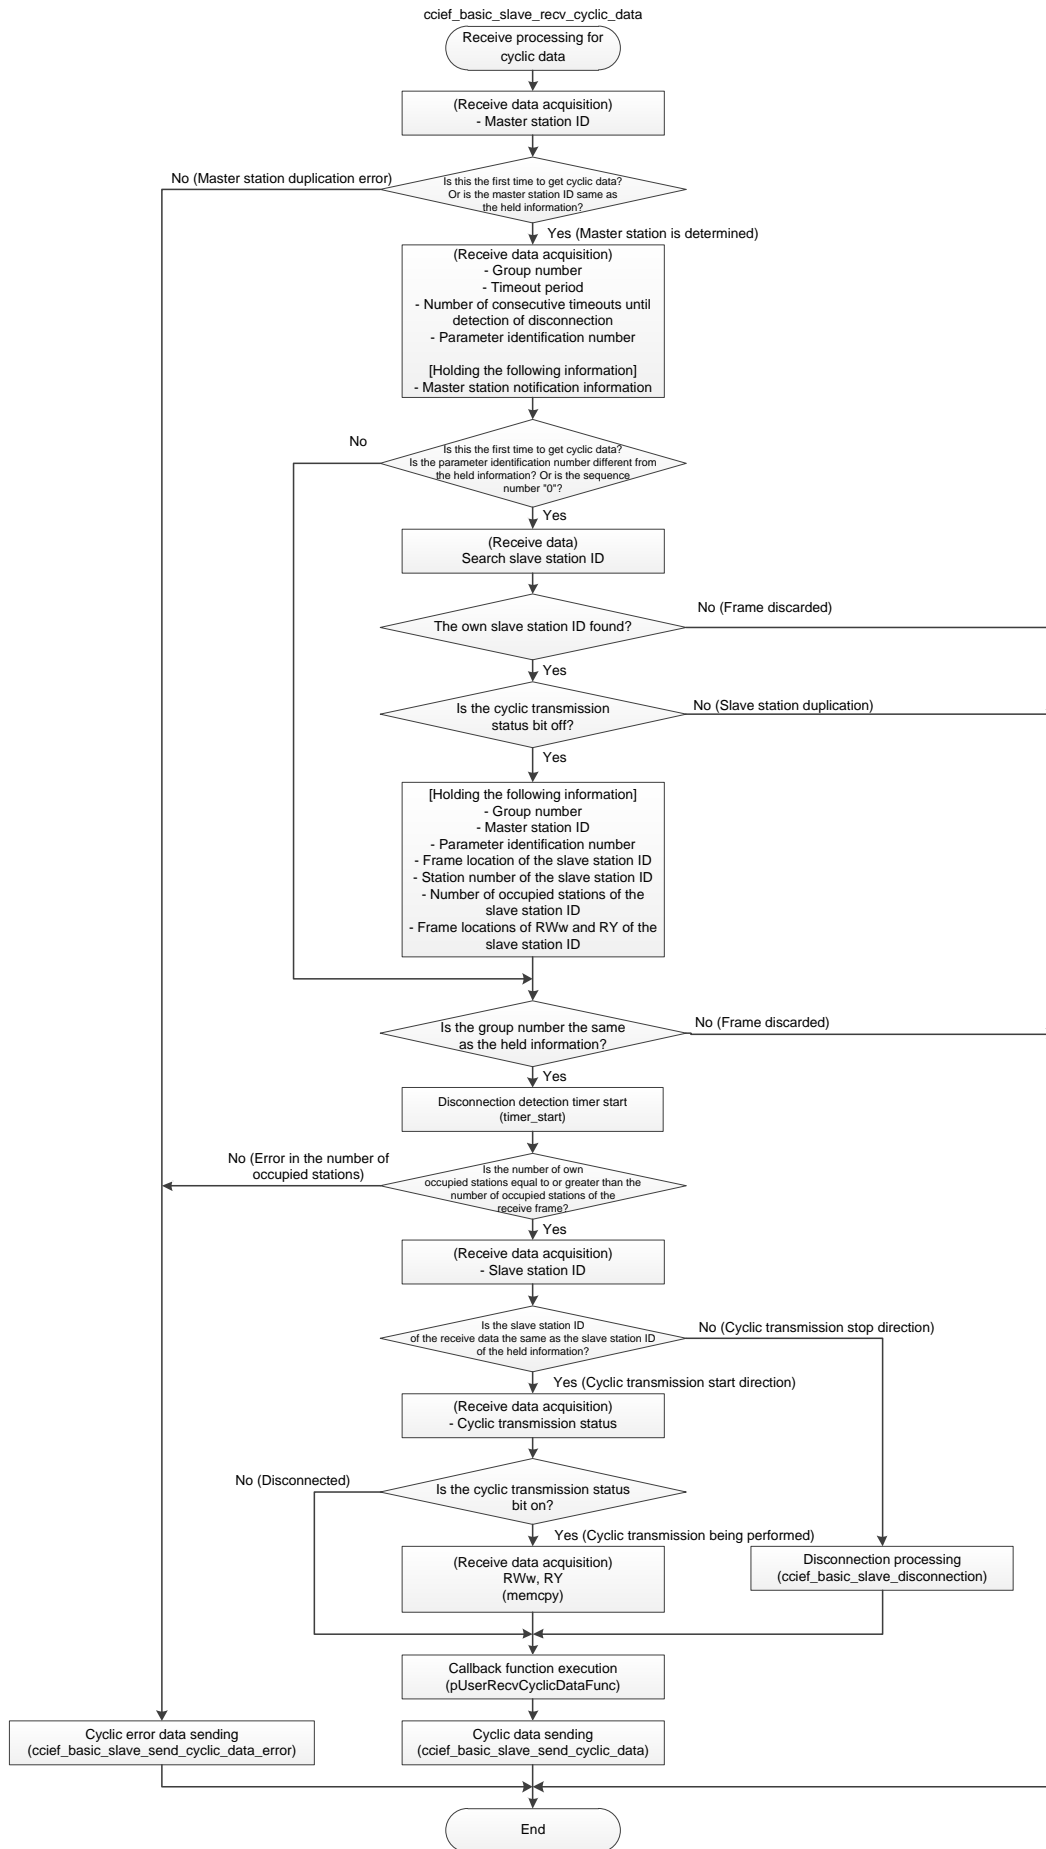 ccief_basic_slave_recv_cyclic_data
Receive processing for
cyclic data
(Receive data acquisition)
- Master station ID
No (Master station duplication error)
Is this the first time to get cyclic data?
Or is the master station ID same as
the held information?
Yes (Master station is determined)
(Receive data acquisition)
- Group number
- Timeout period
- Number of consecutive timeouts until
detection of disconnection
- Parameter identification number
[Holding the following information]
- Master station notification information
No
Is this the first time to get cyclic data?
Is the parameter identification number different from
the held information? Or is the sequence
number "0"?
Yes
(Receive data)
Search slave station ID
No (Frame discarded)
The own slave station ID found?
Yes
Is the cyclic transmission
status bit off?
No (Slave station duplication)
Yes
[Holding the following information]
- Group number
- Master station ID
- Parameter identification number
- Frame location of the slave station ID
- Station number of the slave station ID
- Number of occupied stations of the
slave station ID
- Frame locations of RWw and RY of the
slave station ID
Is the group number the same
as the held information?
No (Frame discarded)
Yes
Disconnection detection timer start
(timer_start)
No (Error in the number of
occupied stations)
Is the number of own
occupied stations equal to or greater than the
number of occupied stations of the
receive frame?
Yes
(Receive data acquisition)
- Slave station ID
Is the slave station ID
of the receive data the same as the slave station ID
of the held information?
No (Cyclic transmission stop direction)
Yes (Cyclic transmission start direction)
(Receive data acquisition)
- Cyclic transmission status
No (Disconnected)
Is the cyclic transmission status
bit on?
Yes (Cyclic transmission being performed)
(Receive data acquisition)
RWw, RY
(memcpy)
Disconnection processing
(ccief_basic_slave_disconnection)
Callback function execution
(pUserRecvCyclicDataFunc)
Cyclic error data sending
(ccief_basic_slave_send_cyclic_data_error)
Cyclic data sending
(ccief_basic_slave_send_cyclic_data)
End